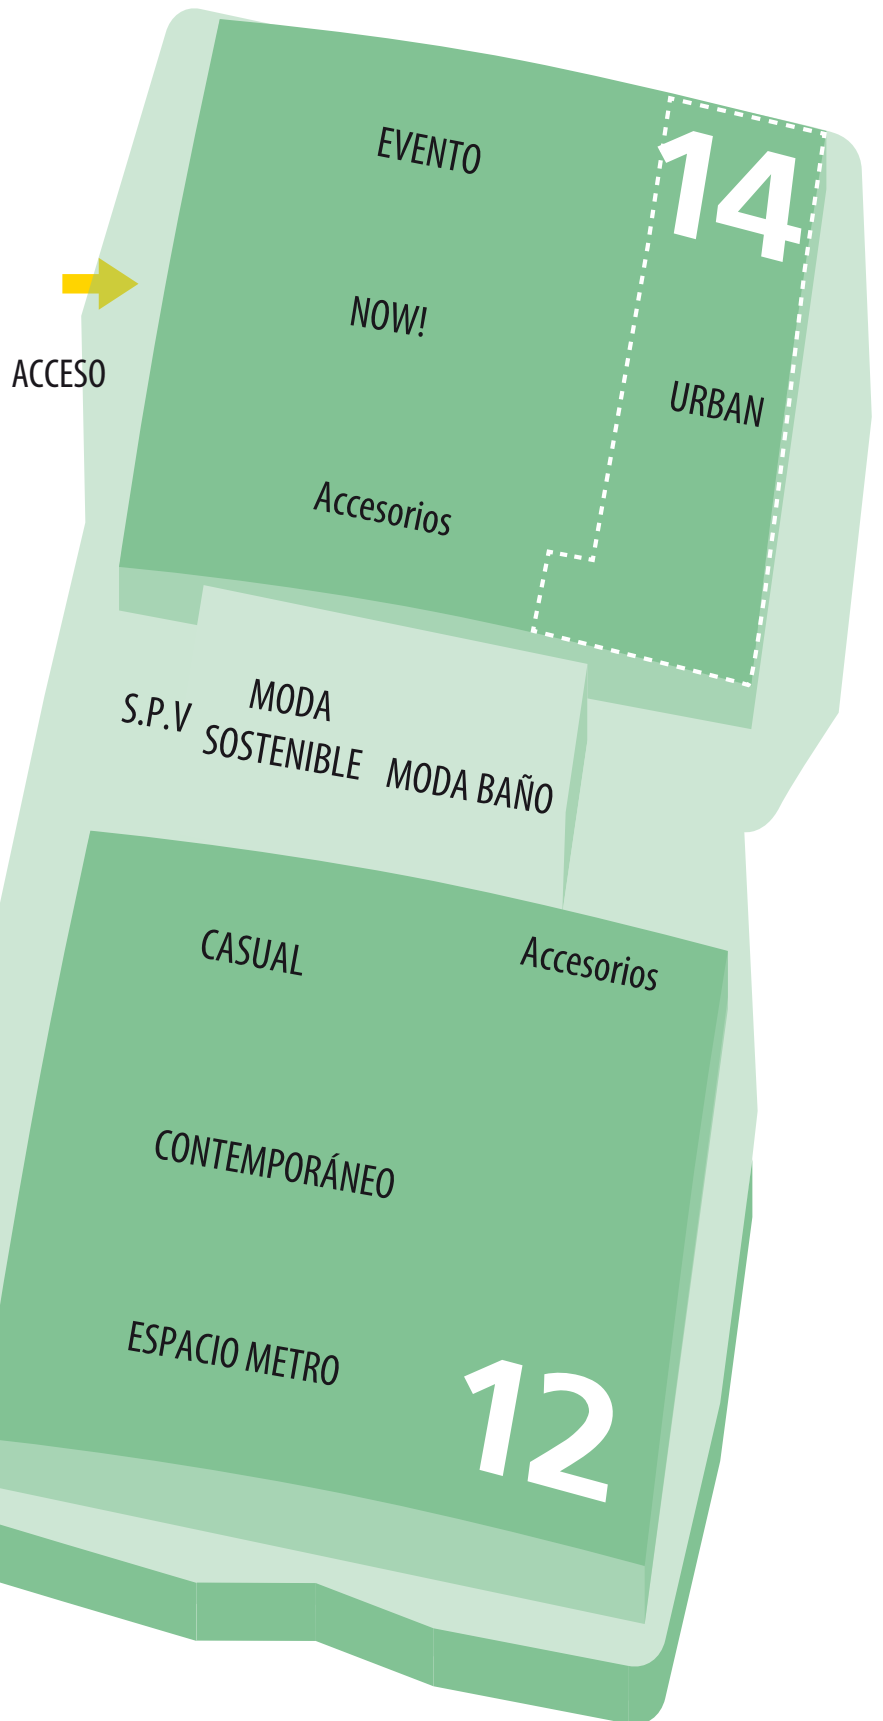 EVENTO
14
NOW!
ACCESO
URBAN
Accesorios
S.P.V
MODA
SOSTENIBLE
MODA BAÑO
CASUAL
Accesorios
CONTEMPORÁNEO
ESPACIO METRO
12